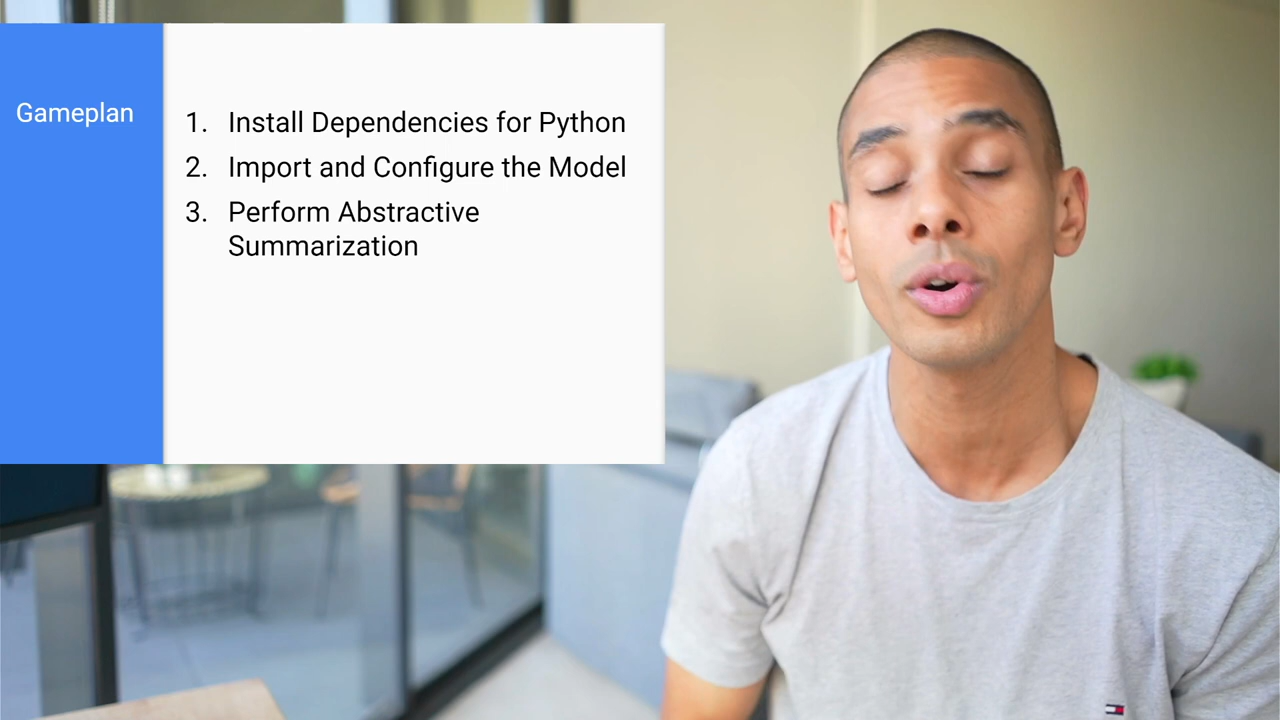 Gameplan
1. Install Dependencies for Python
2. Import and Configure the Model
3. Perform Abstractive
Summarization